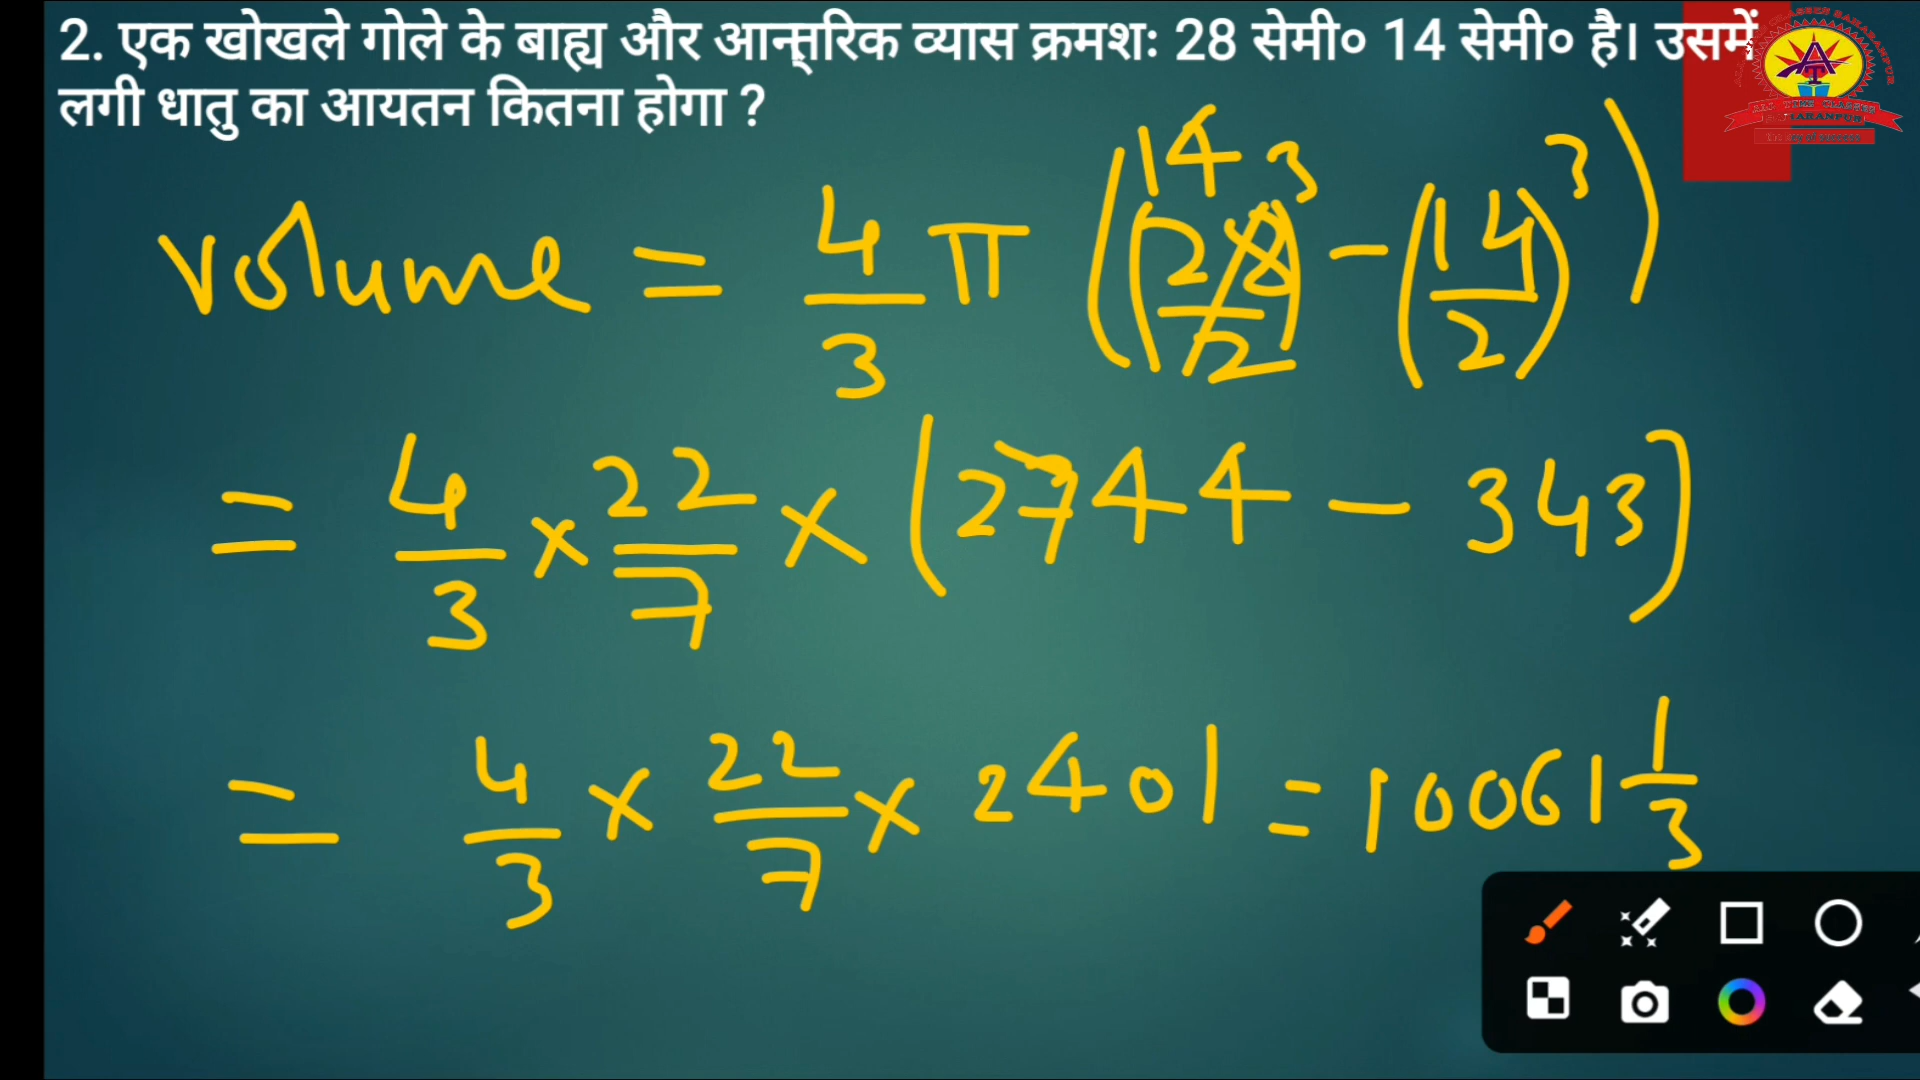 2. एक खोखले गोले के बाह्य और आन्तरिक व्यास क्रमशः 28 सेमी० 14 सेमी० है। उसमें
लगी धातु का आयतन कितना होगा ?
volume = 4/3 π ((28/2)³ - (14/2)³)
14
= 4/3 × 22/7 × (2744 - 343)
= 4/3 × 22/7 × 2401 = 10061 1/3